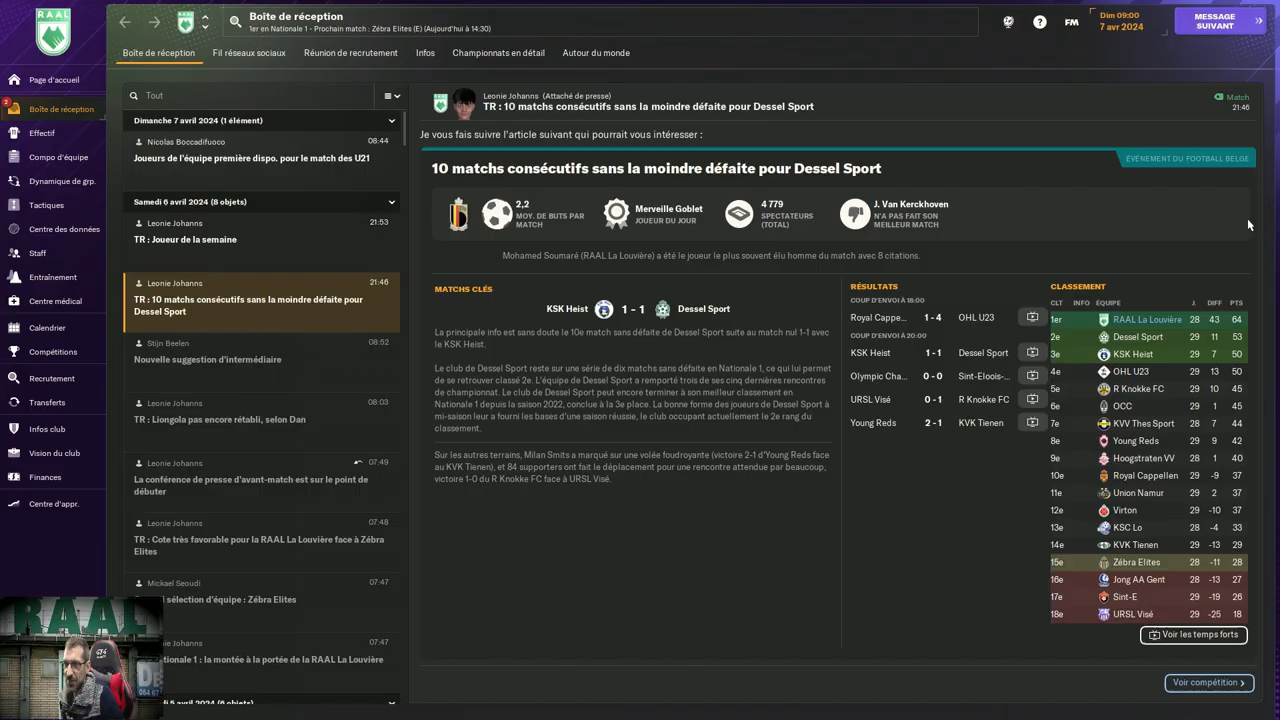 RAAL
Boîte de réception
1er en Nationale 1 - Prochain match : Zébra Elites (E) (Aujourd'hui à 14:30)
FM
Dim 09:00
7 avr 2024
MESSAGE SUIVANT
Boîte de réception
Fil réseaux sociaux
Réunion de recrutement
Infos
Championnats en détail
Autour du monde
Page d'accueil
2
Boîte de réception
Effectif
Compo d'équipe
Dynamique de grp.
Tactiques
Centre des données
Staff
Entraînement
Centre médical
Calendrier
Compétitions
Recrutement
Transferts
Infos club
Vision du club
Finances
Centre d'appr.
Tout
Dimanche 7 avril 2024 (1 élément)
Nicolas Boccadifuoco 08:44
Joueurs de l'équipe première dispo. pour le match des U21
Samedi 6 avril 2024 (8 objets)
Leonie Johanns 21:53
TR : Joueur de la semaine
Leonie Johanns 21:46
TR : 10 matchs consécutifs sans la moindre défaite pour
Dessel Sport
Stijn Beelen 08:52
Nouvelle suggestion d'intermédiaire
Leonie Johanns 08:03
TR : Liongola pas encore rétabli, selon Dan
Leonie Johanns 07:49
La conférence de presse d'avant-match est sur le point de
débuter
Leonie Johanns 07:48
TR : Cote très favorable pour la RAAL La Louvière face à Zébra
Elites
Mickael Seoudi 07:47
sélection d'équipe : Zébra Elites
Johanns 07:47
ationale 1 : la montée à la portée de la RAAL La Louvière
5 avril 2024 (6 objets)
Leonie Johanns (Attaché de presse)
TR : 10 matchs consécutifs sans la moindre défaite pour Dessel Sport
Match
21:46
Je vous fais suivre l'article suivant qui pourrait vous intéresser :
ÉVÉNEMENT DU FOOTBALL BELGE
10 matchs consécutifs sans la moindre défaite pour Dessel Sport
2,2
MOY. DE BUTS PAR
MATCH
Merveille Goblet
JOUEUR DU JOUR
4 779
SPECTATEURS
(TOTAL)
J. Van Kerckhoven
N'A PAS FAIT SON
MEILLEUR MATCH
Mohamed Soumaré (RAAL La Louvière) a été le joueur le plus souvent élu homme du match avec 8 citations.
MATCHS CLÉS
KSK Heist 1 - 1 Dessel Sport
La principale info est sans doute le 10e match sans défaite de Dessel Sport suite au match nul 1-1 avec
le KSK Heist.
Le club de Dessel Sport reste sur une série de dix matchs sans défaite en Nationale 1, ce qui lui permet
de se retrouver classé 2e. L'équipe de Dessel Sport a remporté trois de ses cinq dernières rencontres
de championnat. Le club de Dessel Sport peut encore terminer à son meilleur classement en
Nationale 1 depuis la saison 2022, conclue à la 3e place. La bonne forme des joueurs de Dessel Sport à
mi-saison leur a fourni les bases d'une saison réussie, le club occupant actuellement le 2e rang du
classement.
Sur les autres terrains, Milan Smits a marqué sur une volée foudroyante (victoire 2-1 d'Young Reds face
au KVK Tienen), et 84 supporters ont fait le déplacement pour une rencontre attendue par beaucoup,
victoire 1-0 du R Knokke FC face à URSL Visé.
RÉSULTATS
COUP D'ENVOI À 18:00
Royal Cappe... 1 - 4 OHL U23
COUP D'ENVOI À 20:00
KSK Heist 1 - 1 Dessel Sport
Olympic Cha... 0 - 0 Sint-Elooís-...
URSL Visé 0 - 1 R Knokke FC
Young Reds 2 - 1 KVK Tienen
CLASSEMENT
CLT INFO ÉQUIPE J. DIFF PTS
1er RAAL La Louvière 28 43 64
2e Dessel Sport 29 11 53
3e KSK Heist 29 7 50
4e OHL U23 29 13 50
5e R Knokke FC 29 10 45
6e OCC 29 1 45
7e KVV Thes Sport 28 7 44
8e Young Reds 29 9 42
9e Hoogstraten VV 28 1 40
10e Royal Cappellen 29 -9 37
11e Union Namur 29 2 37
12e Virton 29 -10 37
13e KSC Lo 28 -4 33
14e KVK Tienen 29 -13 29
15e Zébra Elites 28 -11 28
16e Jong AA Gent 28 -13 27
17e Sint-E 29 -19 26
18e URSL Visé 29 -25 18
Voir les temps forts
Voir compétition
RAAL